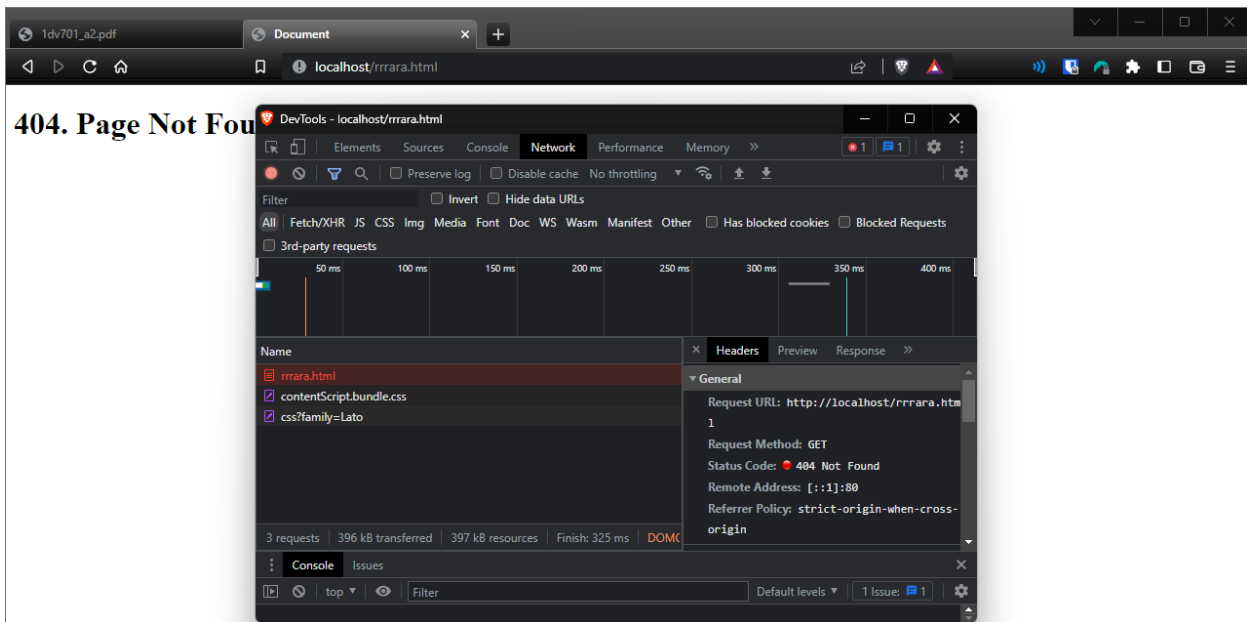 1dv701_a2.pdf
Document
localhost/rrrara.html
404. Page Not Fou
DevTools - localhost/rrrara.html
Elements Sources Console Network Performance Memory » 1 1
Preserve log Disable cache No throttling
Filter Invert Hide data URLs
All Fetch/XHR JS CSS Img Media Font Doc WS Wasm Manifest Other Has blocked cookies Blocked Requests
3rd-party requests
50 ms 100 ms 150 ms 200 ms 250 ms 300 ms 350 ms 400 ms
Name
rrrara.html
contentScript.bundle.css
css?family=Lato
× Headers Preview Response »
General
Request URL: http://localhost/rrrara.htm
l
Request Method: GET
Status Code: 404 Not Found
Remote Address: [::1]:80
Referrer Policy: strict-origin-when-cross-
origin
3 requests 396 kB transferred 397 kB resources Finish: 325 ms DOMC
Console Issues
top Filter Default levels 1 Issue: 1